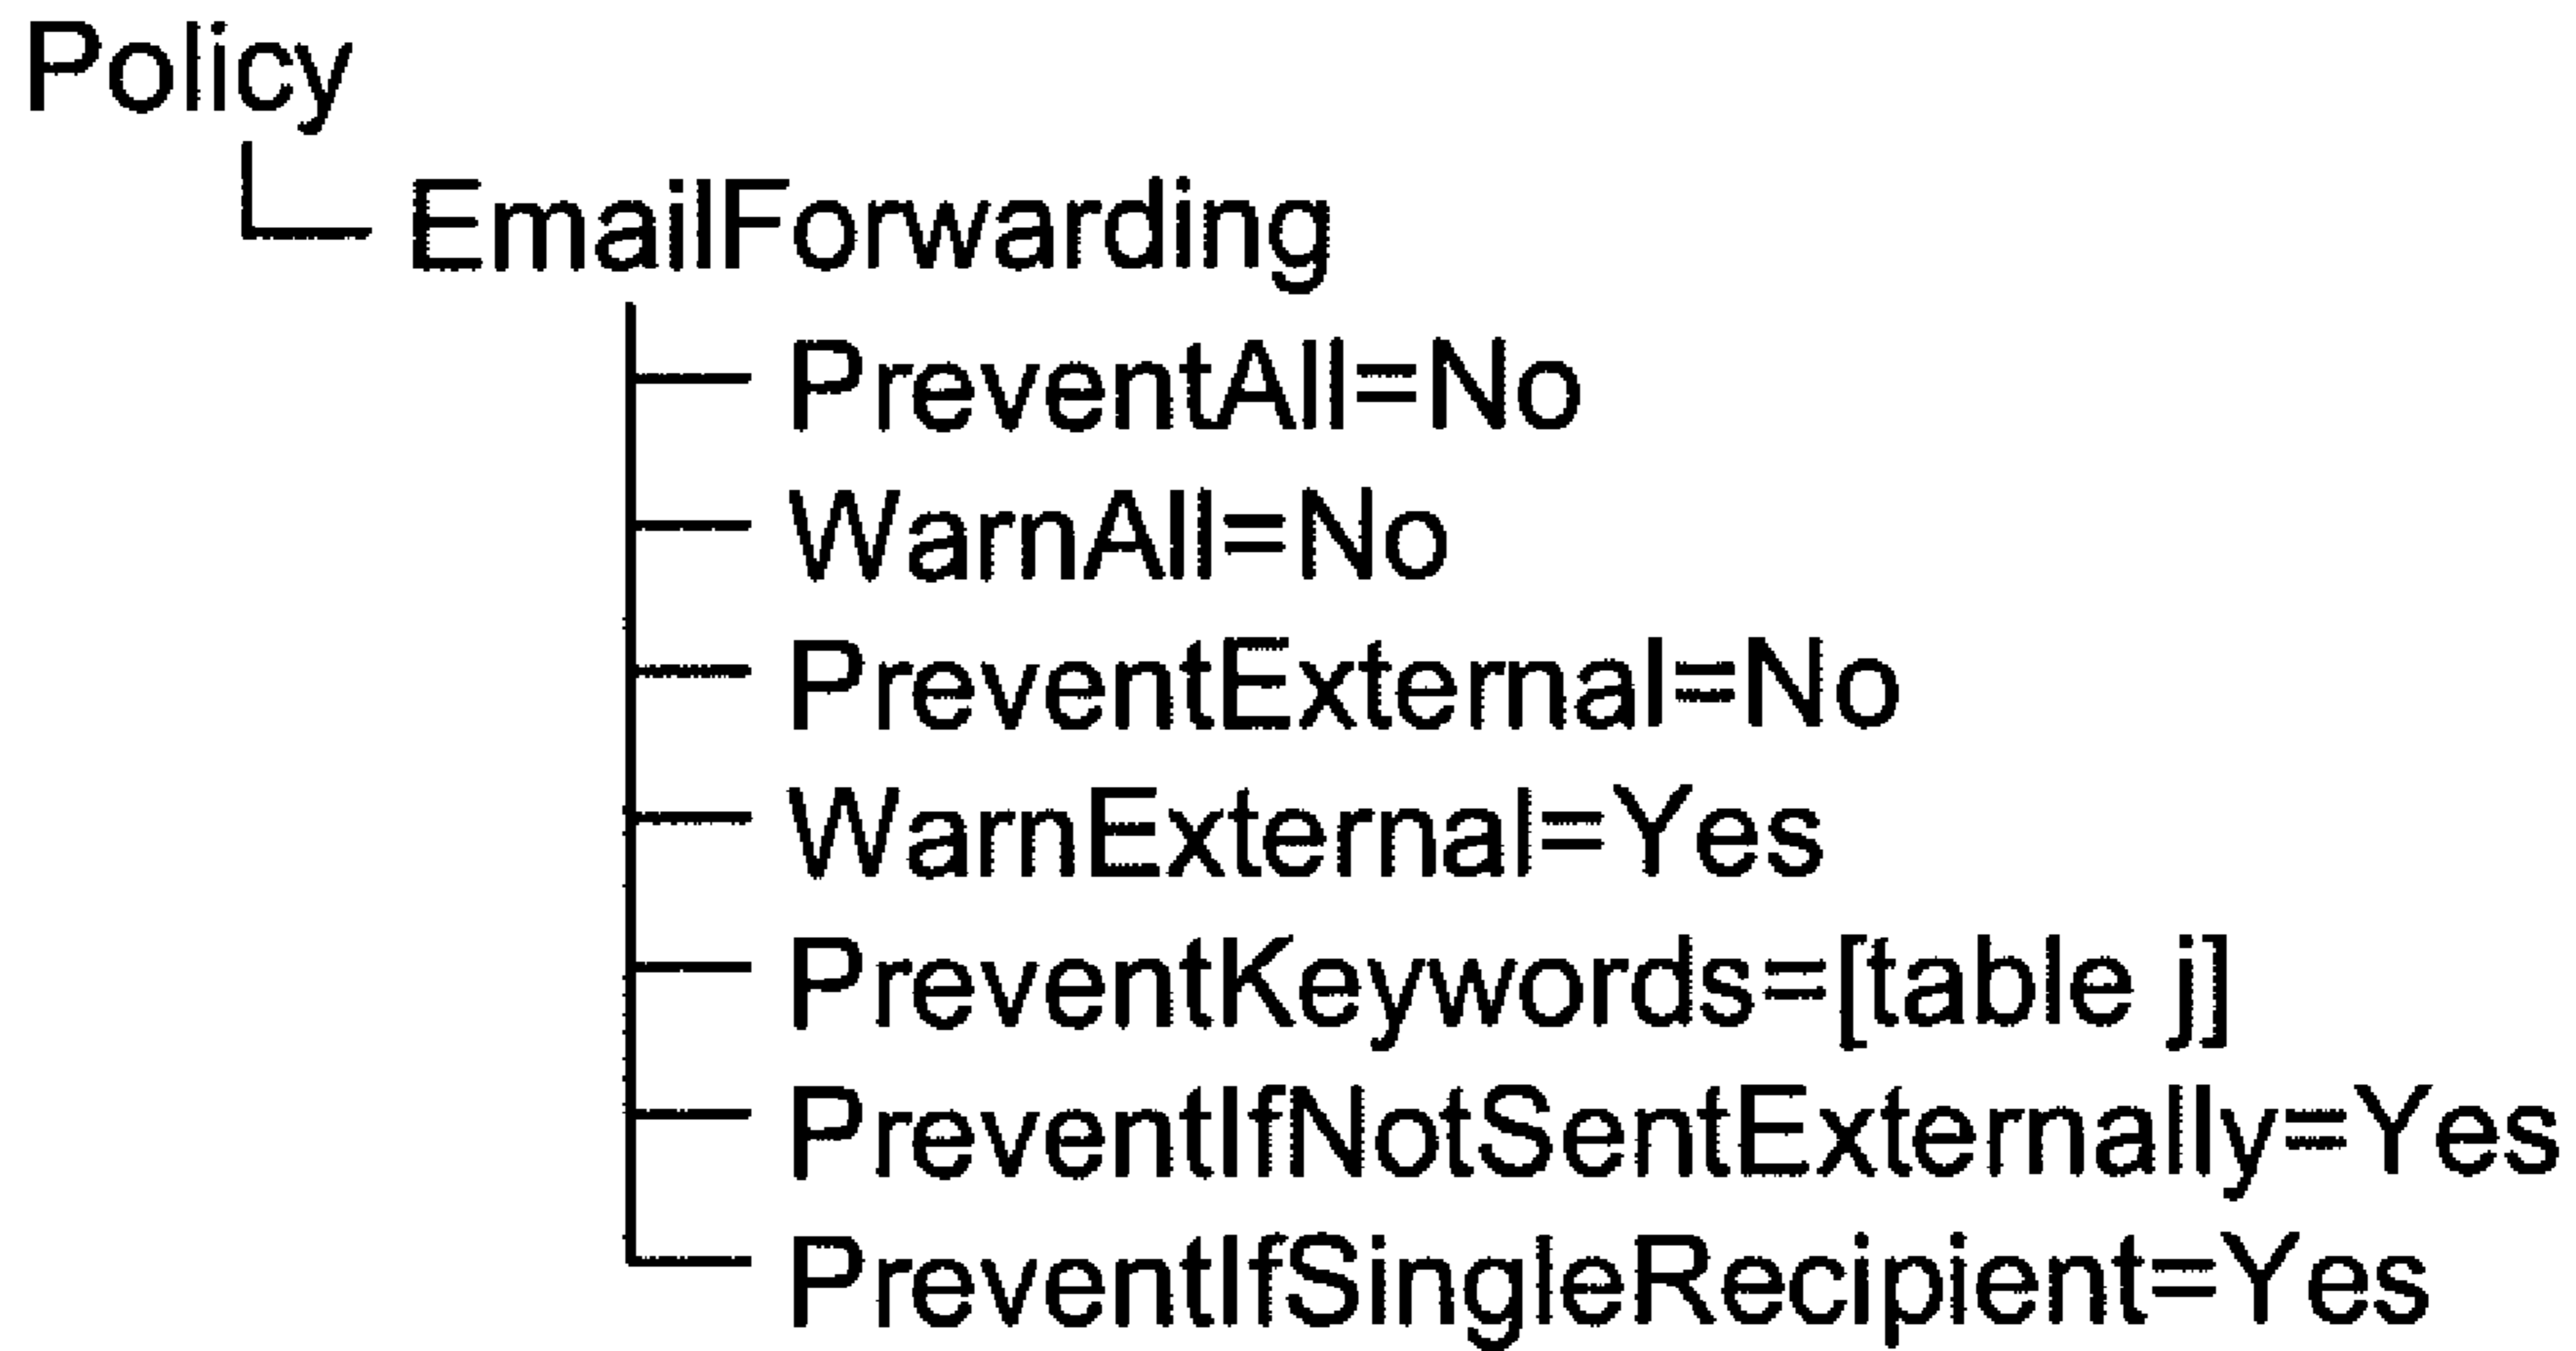 Policy
EmailForwarding
PreventAll=No
WarnAll=No
PreventExternal=No
WarnExternal=Yes
PreventKeywords=[table j]
PreventIfNotSentExternally=Yes
PreventIfSingleRecipient=Yes